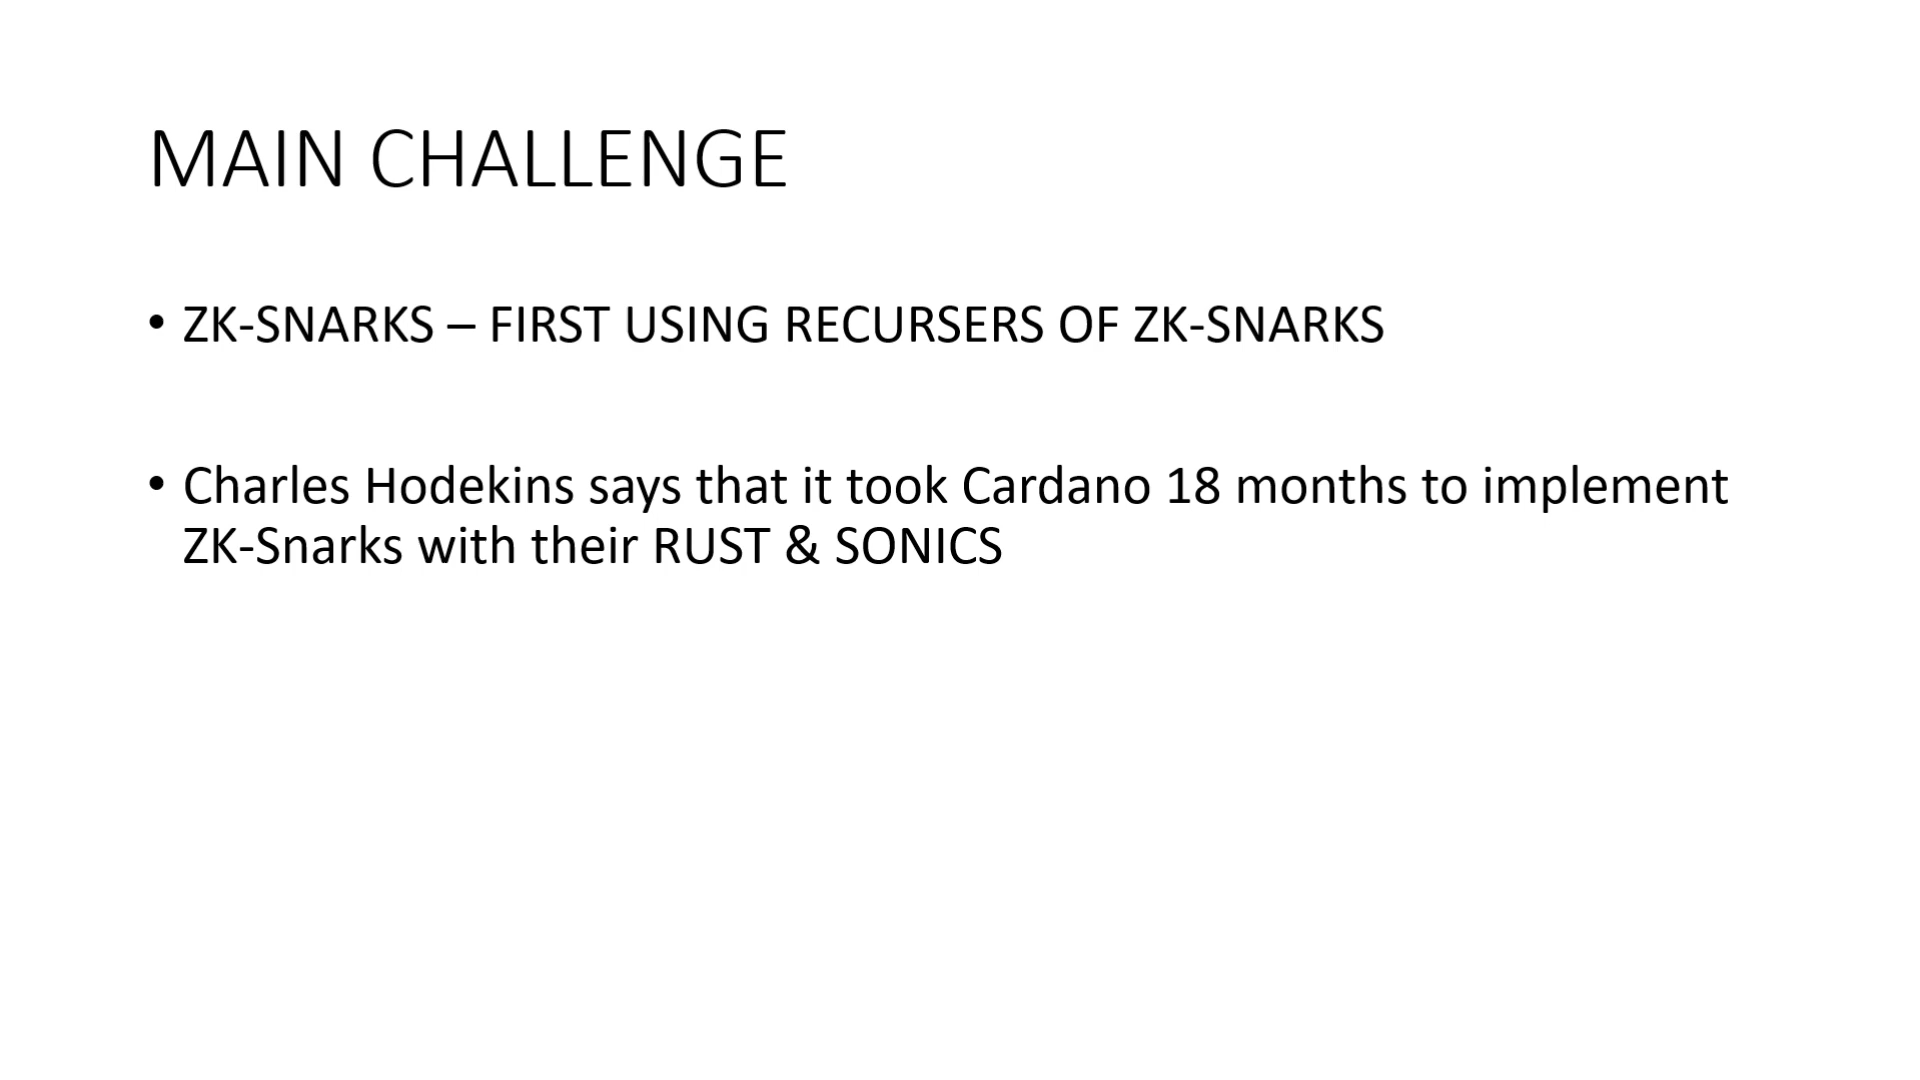 MAIN CHALLENGE
• ZK-SNARKS – FIRST USING RECURSERS OF ZK-SNARKS
• Charles Hodekins says that it took Cardano 18 months to implement
ZK-Snarks with their RUST & SONICS